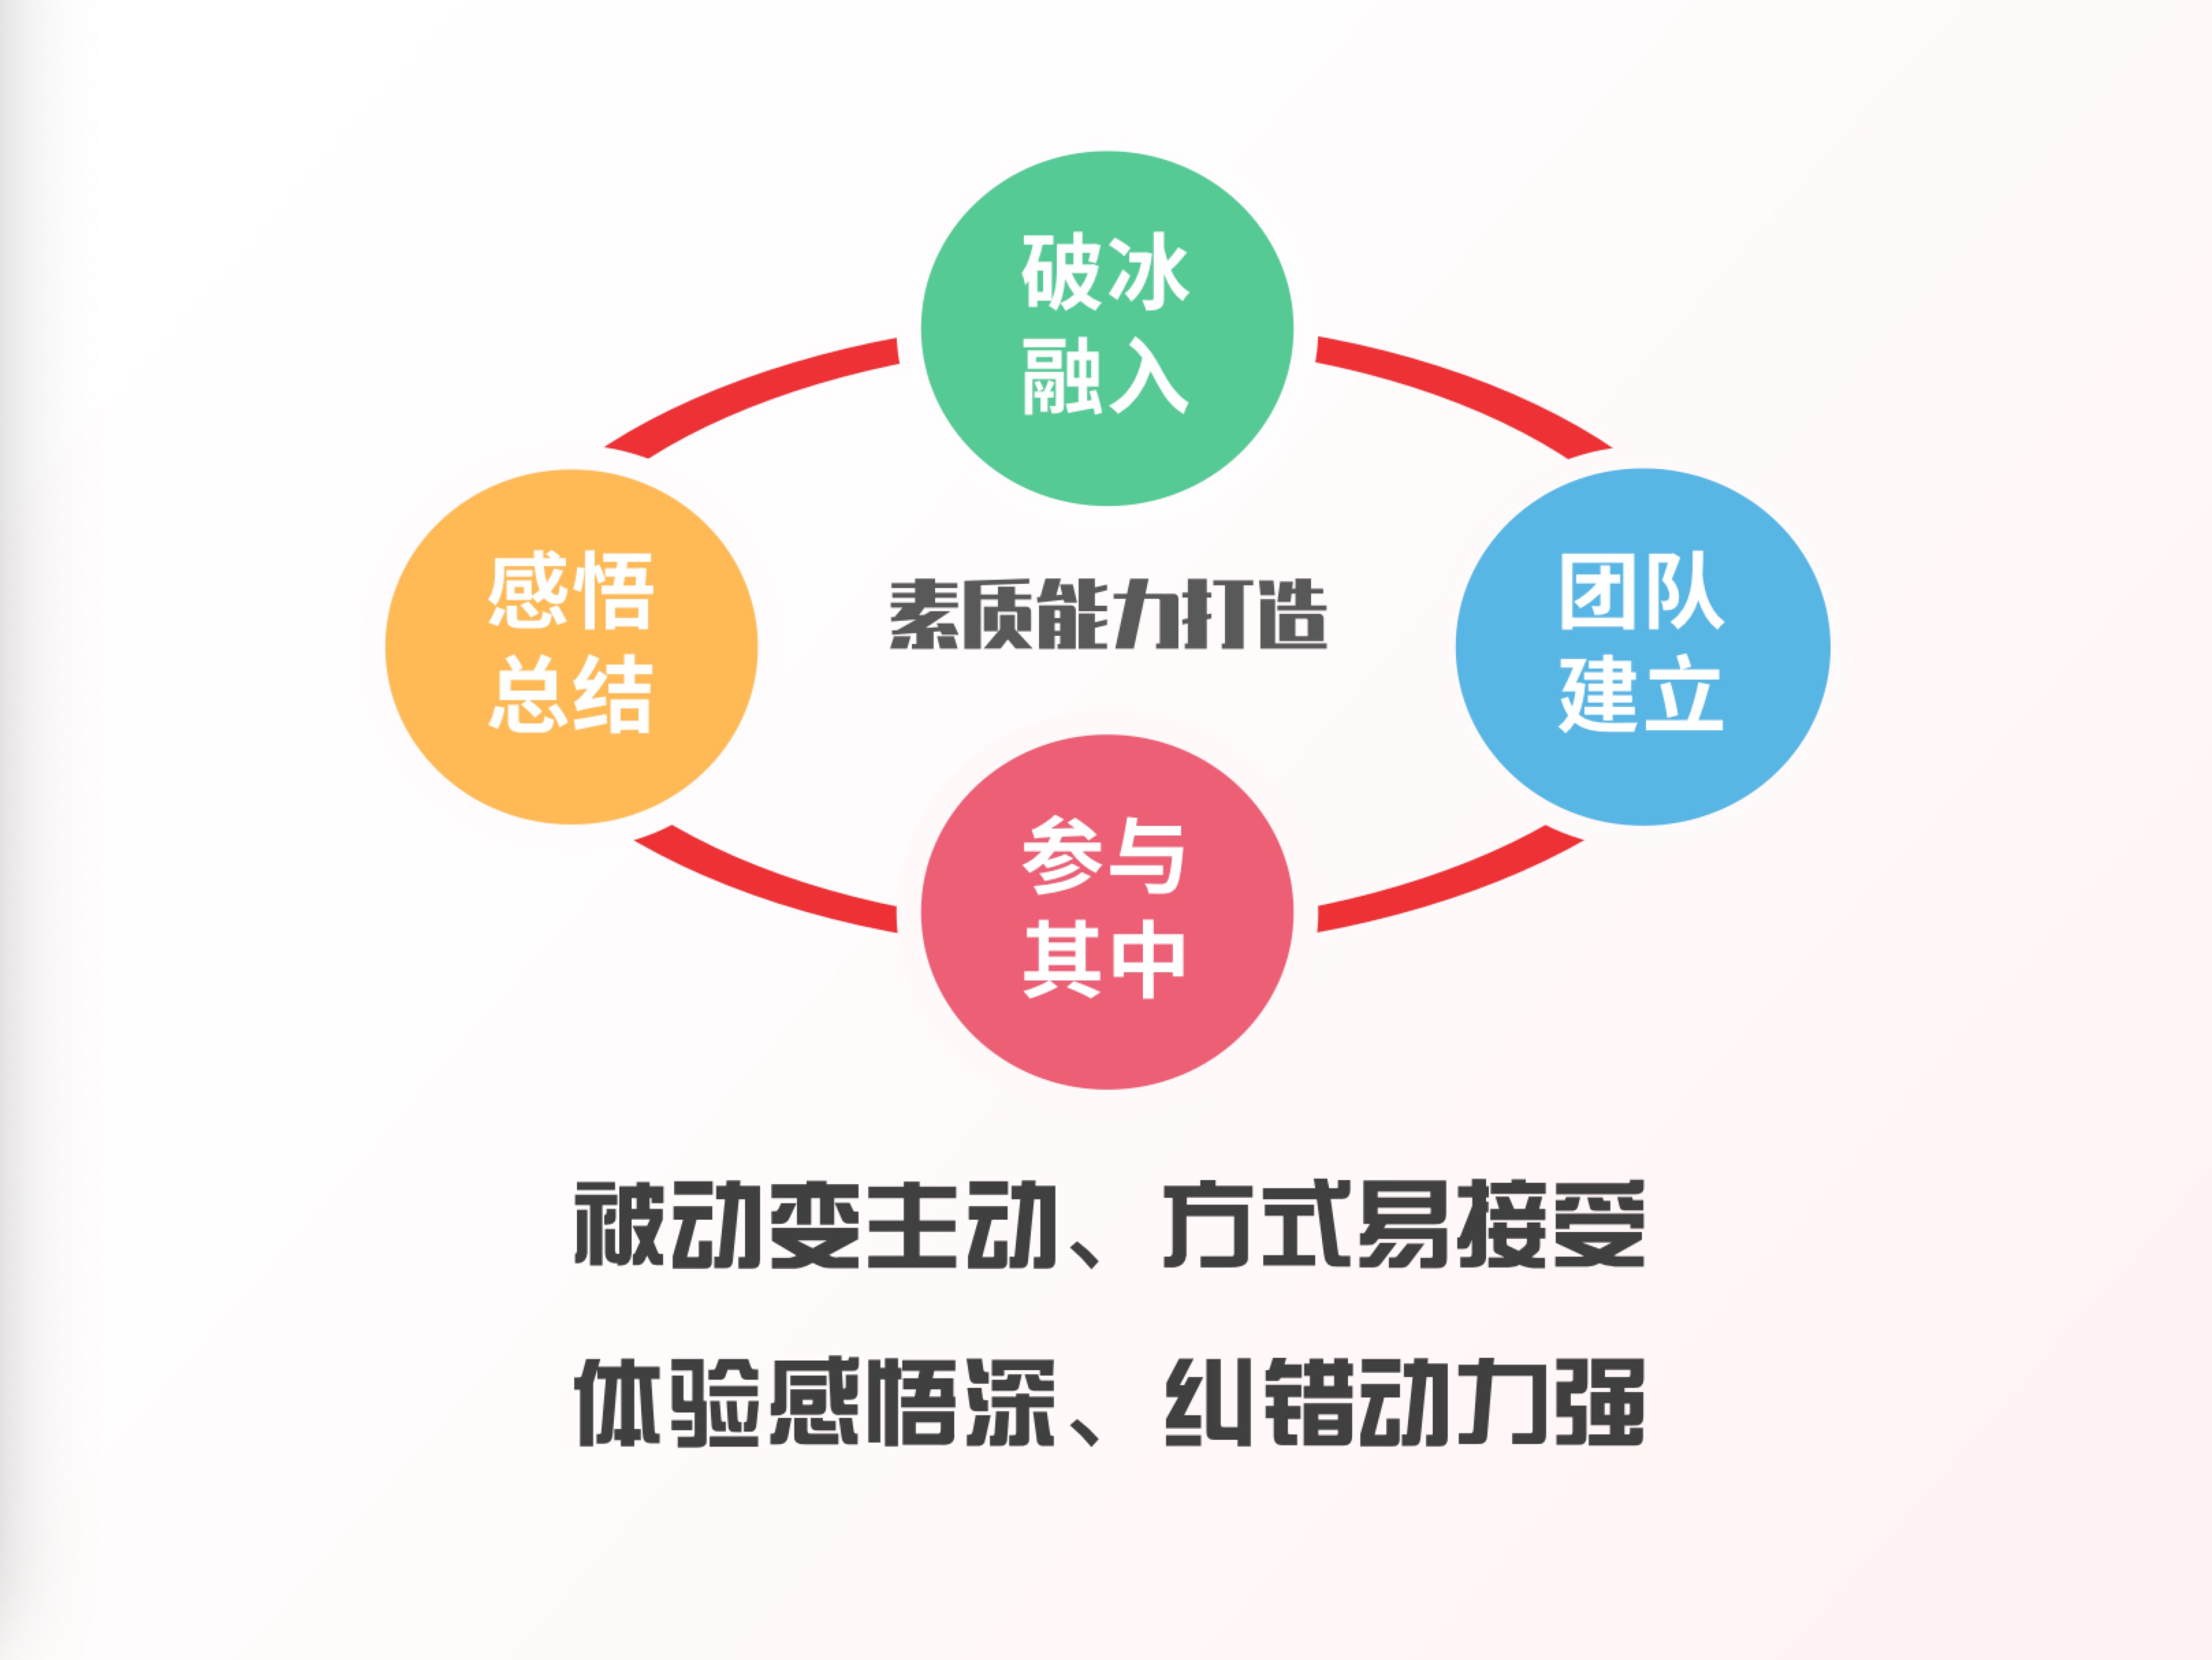 破冰
融入
感悟
总结
素质能力打造
团队
建立
参与
其中
被动变主动、方式易接受
体验感悟深、纠错动力强